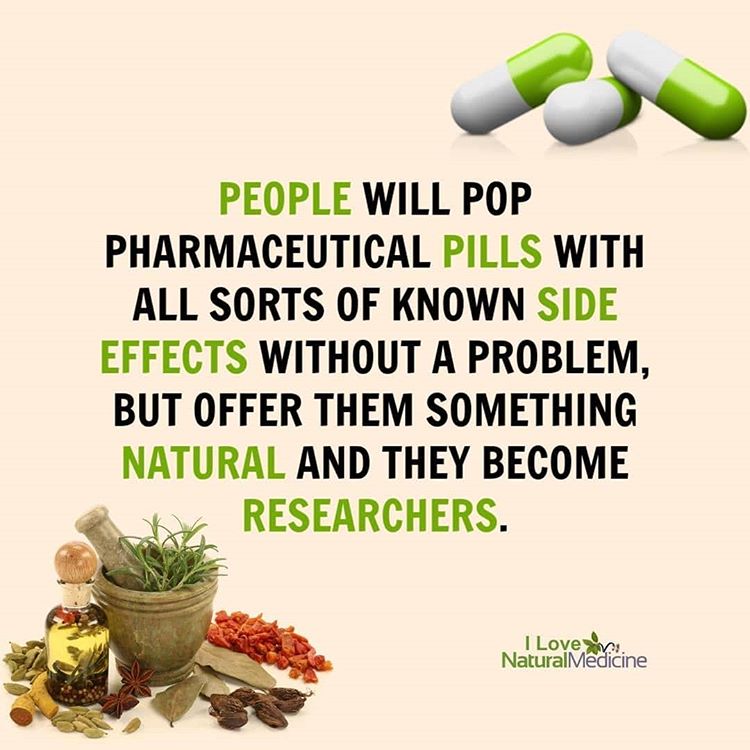 PEOPLE WILL POP
PHARMACEUTICAL PILLS WITH
ALL SORTS OF KNOWN SIDE
EFFECTS WITHOUT A PROBLEM,
BUT OFFER THEM SOMETHING
NATURAL AND THEY BECOME
RESEARCHERS.
I Love
NaturalMedicine